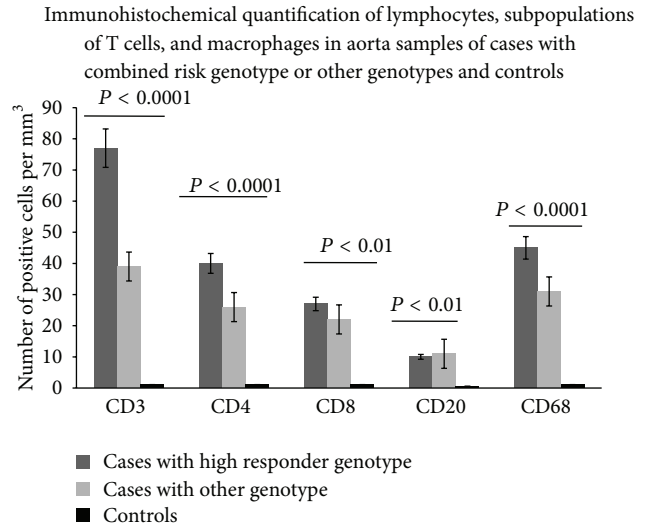 Immunohistochemical quantification of lymphocytes, subpopulations
of T cells, and macrophages in aorta samples of cases with
combined risk genotype or other genotypes and controls
Number of positive cells per mm³
90
80
70
60
50
40
30
20
10
0
P < 0.0001
P < 0.0001
P < 0.01
P < 0.01
P < 0.0001
CD3 CD4 CD8 CD20 CD68
Cases with high responder genotype
Cases with other genotype
Controls